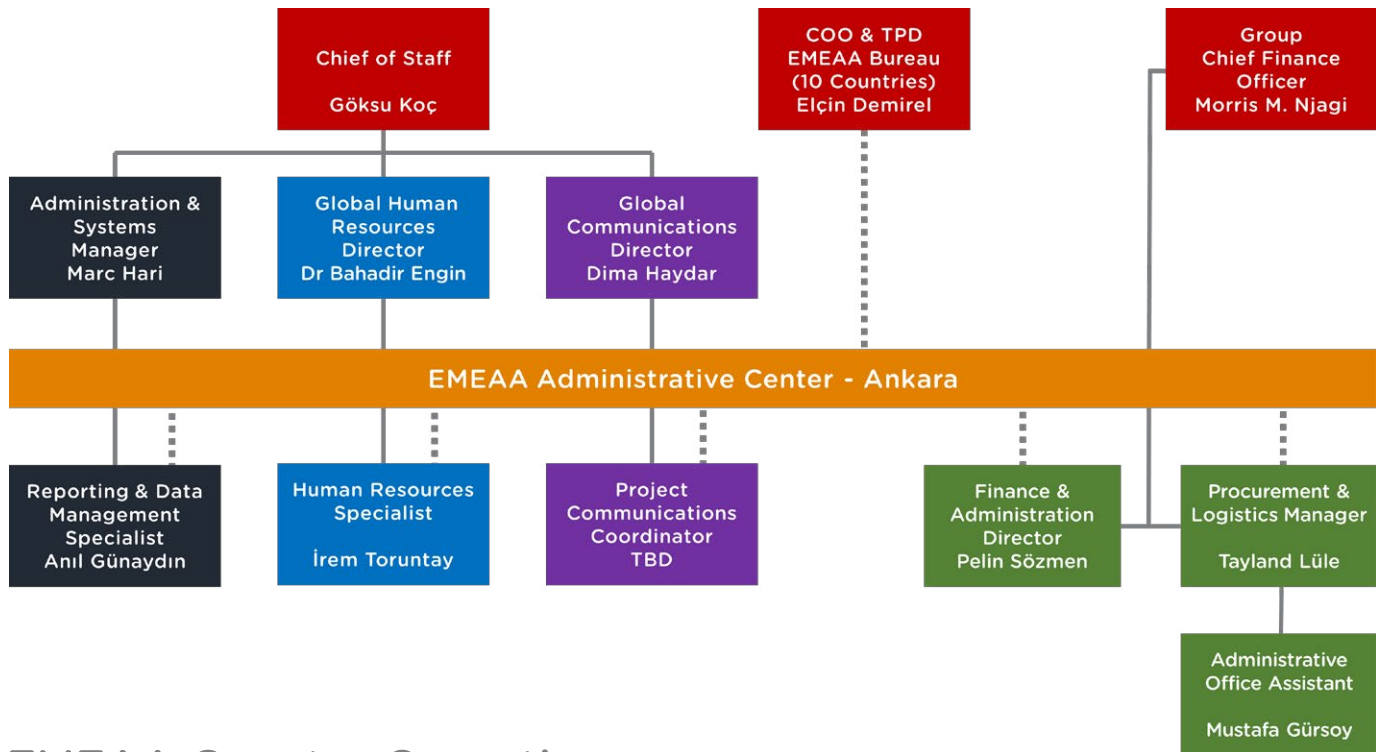 Chief of Staff
Göksu Koç
COO & TPD
EMEAA Bureau
(10 Countries)
Elçin Demirel
Group
Chief Finance
Officer
Morris M. Njagi
Administration &
Systems
Manager
Marc Hari
Global Human
Resources
Director
Dr Bahadir Engin
Global
Communications
Director
Dima Haydar
EMEAA Administrative Center - Ankara
Reporting & Data
Management
Specialist
Anıl Günaydın
Human Resources
Specialist
İrem Toruntay
Project
Communications
Coordinator
TBD
Finance &
Administration
Director
Pelin Sözmen
Procurement &
Logistics Manager
Tayland Lüle
Administrative
Office Assistant
Mustafa Gürsoy